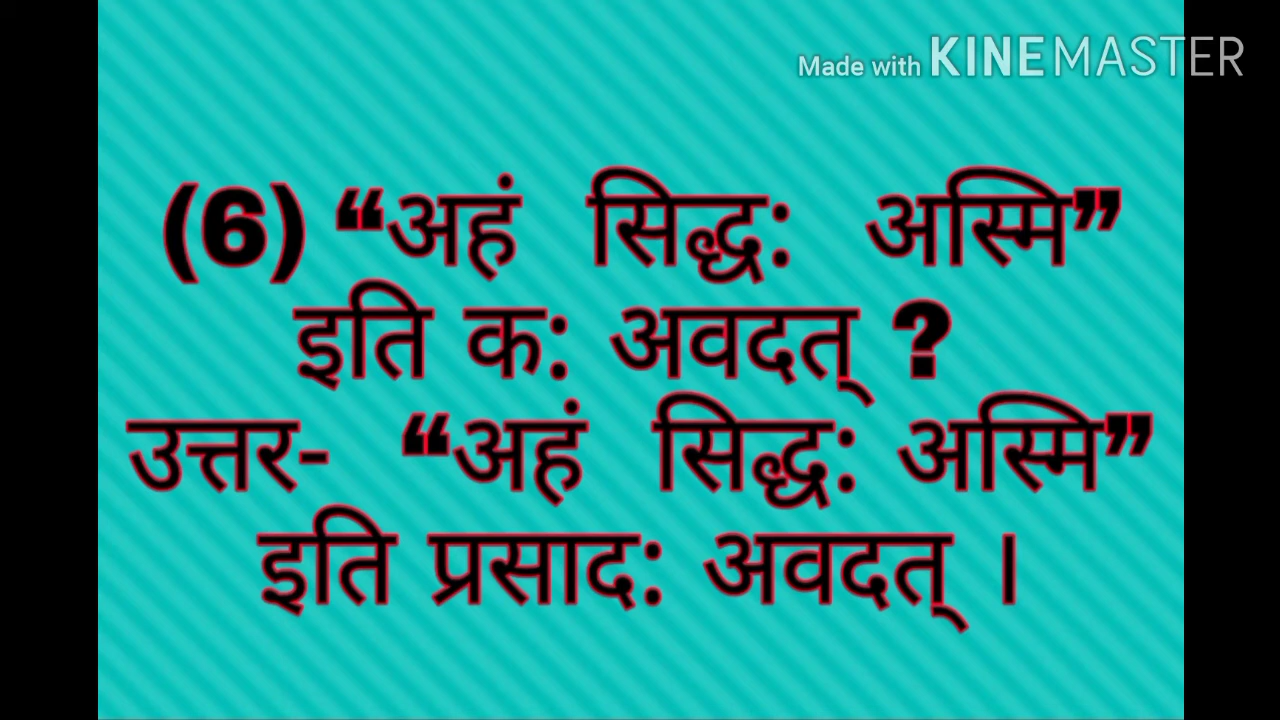 Made with KINEMASTER
(6) “अहं सिद्ध: अस्मि”
इति क: अवदत् ?
उत्तर- “अहं सिद्ध: अस्मि”
इति प्रसाद: अवदत् ।